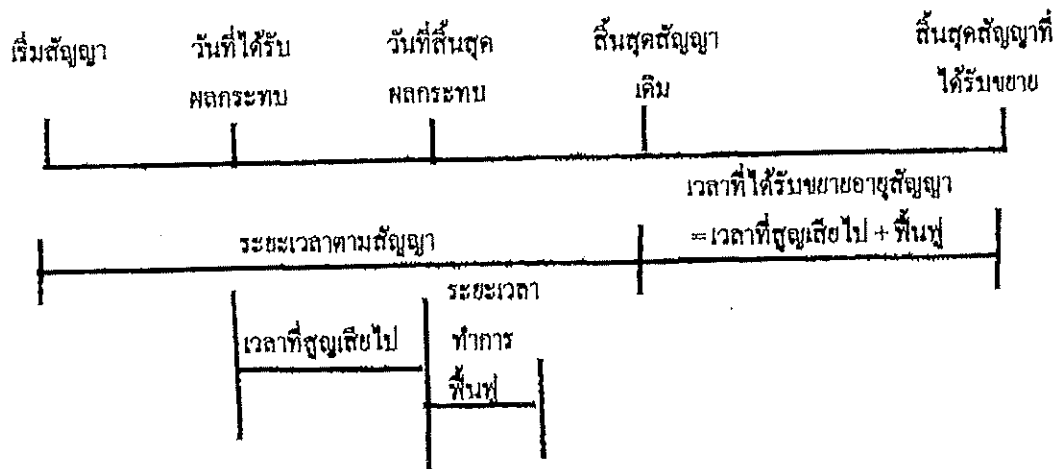 เริ่มสัญญา
วันที่ได้รับ
ผลกระทบ
วันที่สิ้นสุด
ผลกระทบ
สิ้นสุดสัญญา
เดิม
สิ้นสุดสัญญาที่
ได้รับขยาย
เวลาที่ได้รับขยายอายุสัญญา
=เวลาที่สูญเสียไป + ฟื้นฟู
ระยะเวลาตามสัญญา
เวลาที่สูญเสียไป
ระยะเวลา
ทำการ
ฟื้นฟู